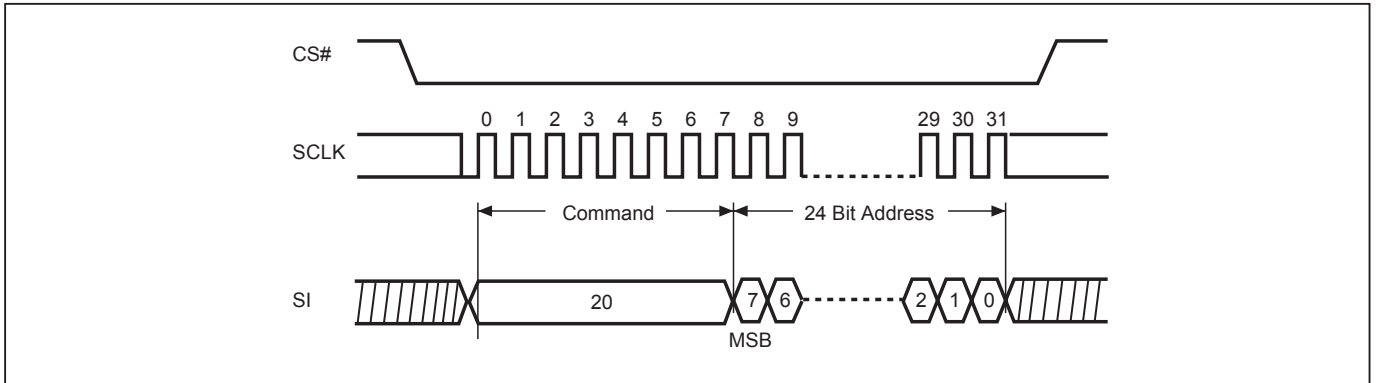 CS#
0 1 2 3 4 5 6 7 8 9 29 30 31
SCLK
Command 24 Bit Address
SI 20 7 6 2 1 0
MSB